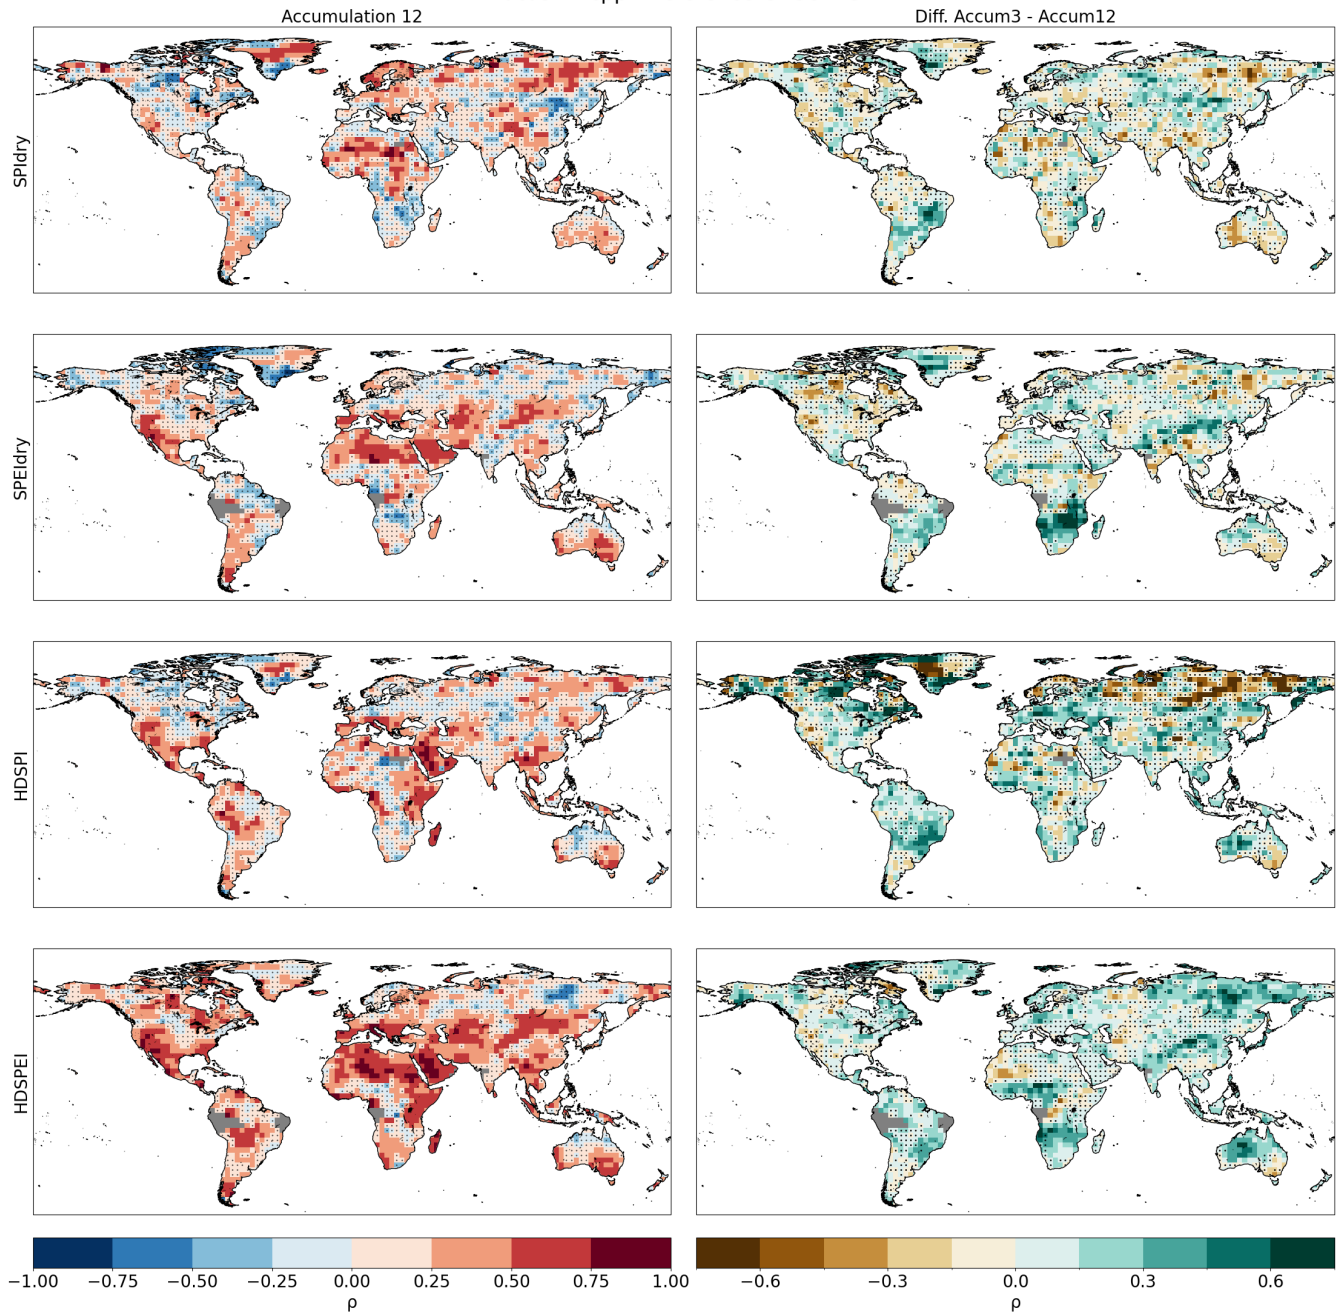 Accumulation 12
Diff. Accum3 - Accum12
SPIdry
SPEIdry
HDSPI
HDSPEI
−1.00 −0.75 −0.50 −0.25 0.00 0.25 0.50 0.75 1.00
ρ
−0.6 −0.3 0.0 0.3 0.6
ρ